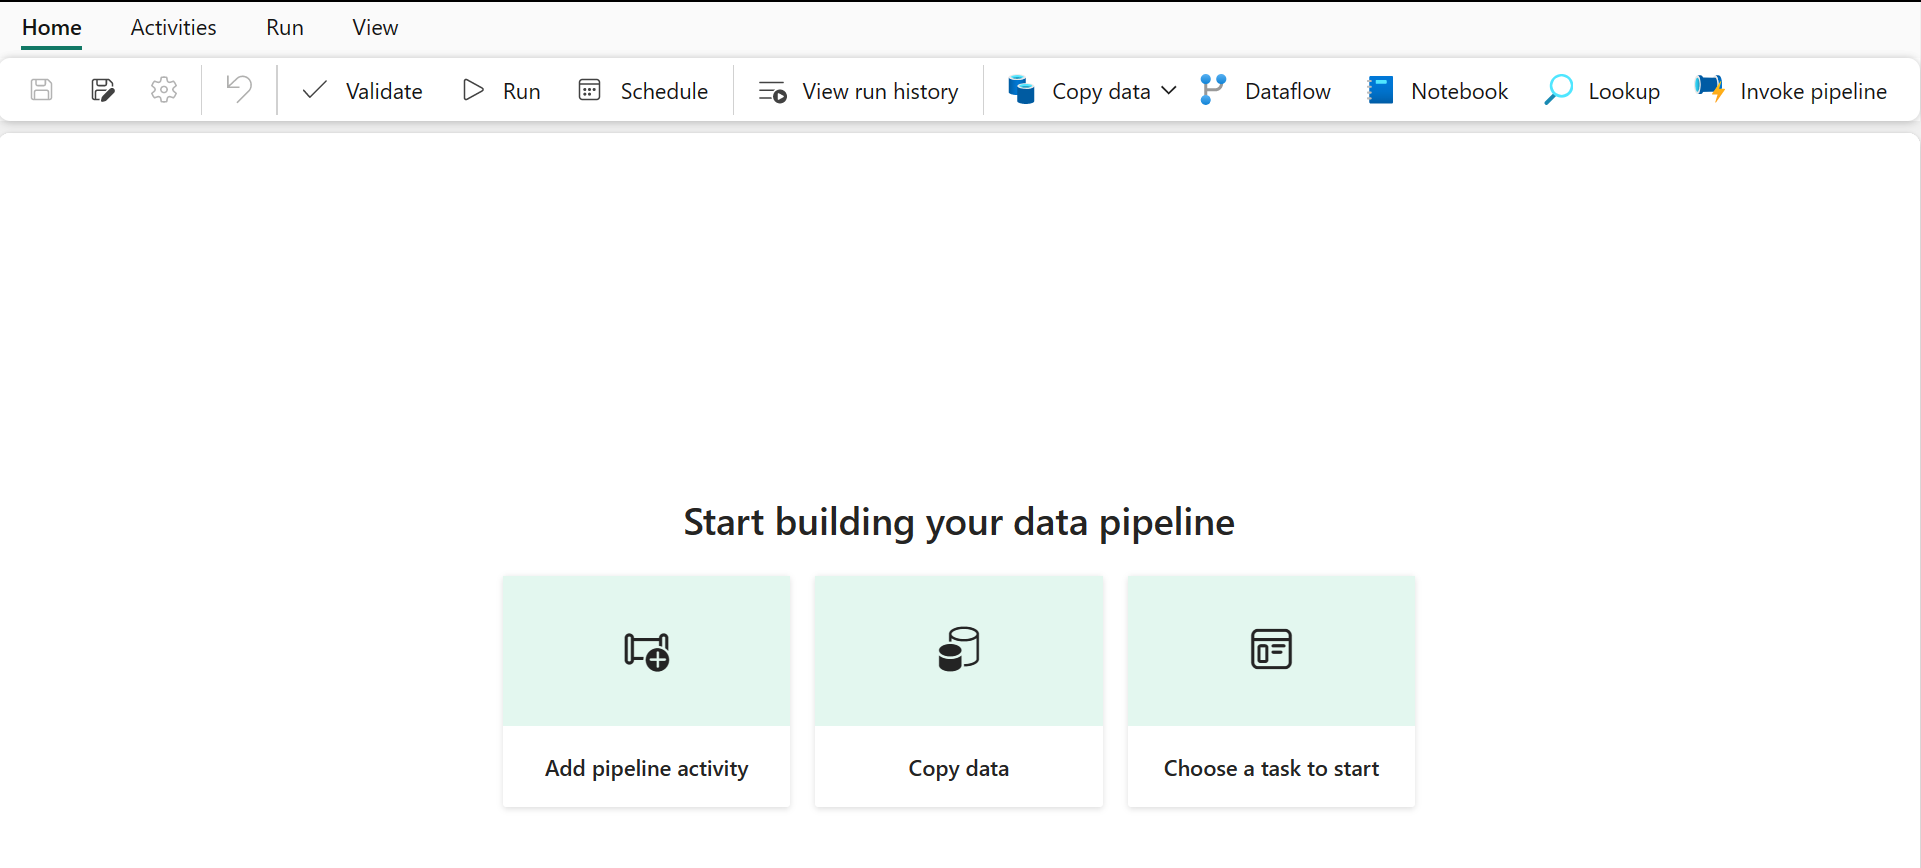 Home Activities Run View
Validate Run Schedule View run history Copy data Dataflow Notebook Lookup Invoke pipeline
Start building your data pipeline
Add pipeline activity Copy data Choose a task to start